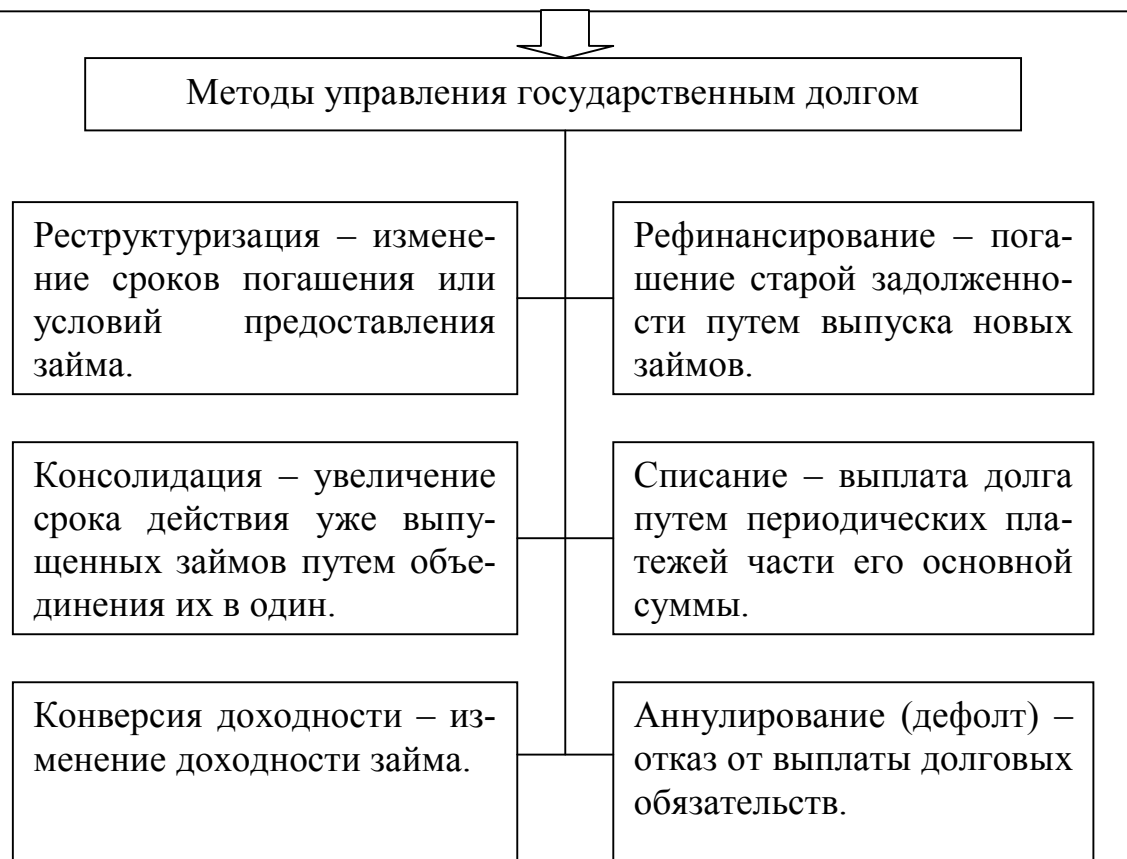 Методы управления государственным долгом
Реструктуризация – измене-
ние сроков погашения или
условий предоставления
займа.
Рефинансирование – пога-
шение старой задолженно-
сти путем выпуска новых
займов.
Консолидация – увеличение
срока действия уже выпу-
щенных займов путем объе-
динения их в один.
Списание – выплата долга
путем периодических пла-
тежей части его основной
суммы.
Конверсия доходности – из-
менение доходности займа.
Аннулирование (дефолт) –
отказ от выплаты долговых
обязательств.